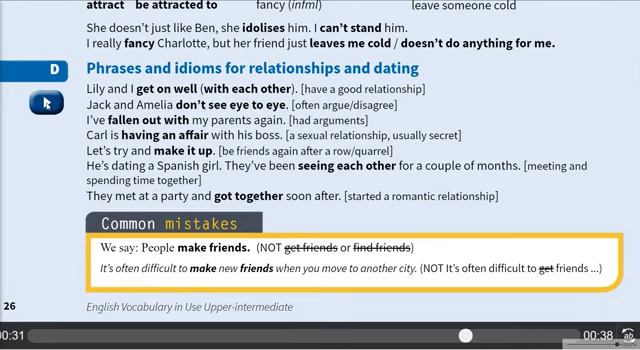 attract be attracted to fancy (infml) leave someone cold
She doesn't just like Ben, she idolises him. I can't stand him.
I really fancy Charlotte, but her friend just leaves me cold / doesn't do anything for me.
D Phrases and idioms for relationships and dating
Lily and I get on well (with each other). [have a good relationship]
Jack and Amelia don't see eye to eye. [often argue/disagree]
I've fallen out with my parents again. [had arguments]
Carl is having an affair with his boss. [a sexual relationship, usually secret]
Let's try and make it up. [be friends again after a row/quarrel]
He's dating a Spanish girl. They've been seeing each other for a couple of months. [meeting and
spending time together]
They met at a party and got together soon after. [started a romantic relationship]
Common mistakes
We say: People make friends. (NOT get friends or find friends)
It's often difficult to make new friends when you move to another city. (NOT It's often difficult to get friends ...)
26 English Vocabulary in Use Upper-intermediate
00:31 00:38 ab